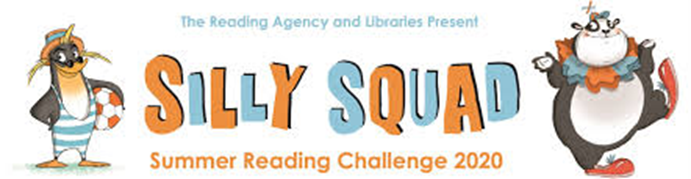 The Reading Agency and Libraries Present
SILLY SQUAD
Summer Reading Challenge 2020